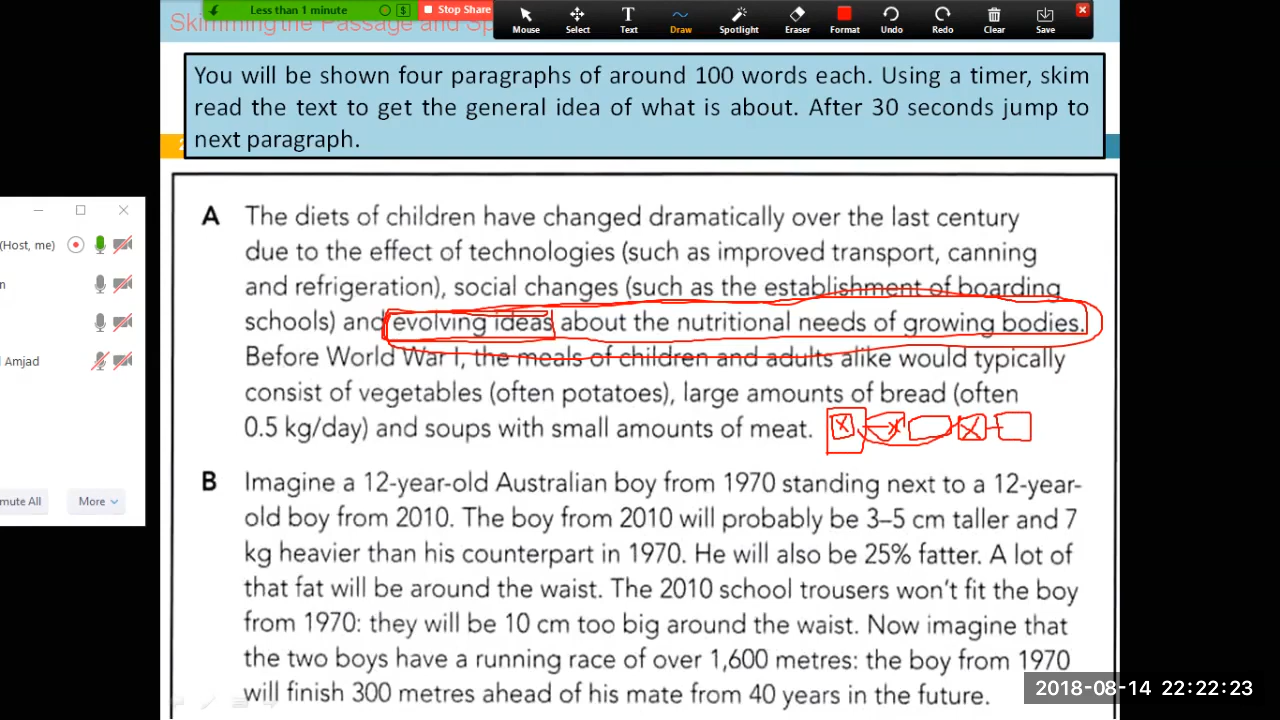 Less than 1 minute $ Stop Share
Skimming the Passage and Sp
Mouse Select Text Draw Spotlight Eraser Format Undo Redo Clear Save
You will be shown four paragraphs of around 100 words each. Using a timer, skim
read the text to get the general idea of what is about. After 30 seconds jump to
next paragraph.
2
A The diets of children have changed dramatically over the last century
due to the effect of technologies (such as improved transport, canning
and refrigeration), social changes (such as the establishment of boarding
schools) and evolving ideas about the nutritional needs of growing bodies.
Before World War I, the meals of children and adults alike would typically
consist of vegetables (often potatoes), large amounts of bread (often
0.5 kg/day) and soups with small amounts of meat.
B Imagine a 12-year-old Australian boy from 1970 standing next to a 12-year-
old boy from 2010. The boy from 2010 will probably be 3–5 cm taller and 7
kg heavier than his counterpart in 1970. He will also be 25% fatter. A lot of
that fat will be around the waist. The 2010 school trousers won't fit the boy
from 1970: they will be 10 cm too big around the waist. Now imagine that
the two boys have a running race of over 1,600 metres: the boy from 1970
will finish 300 metres ahead of his mate from 40 years in the future.
(Host, me)
n
l Amjad
mute All More
2018-08-14 22:22:23